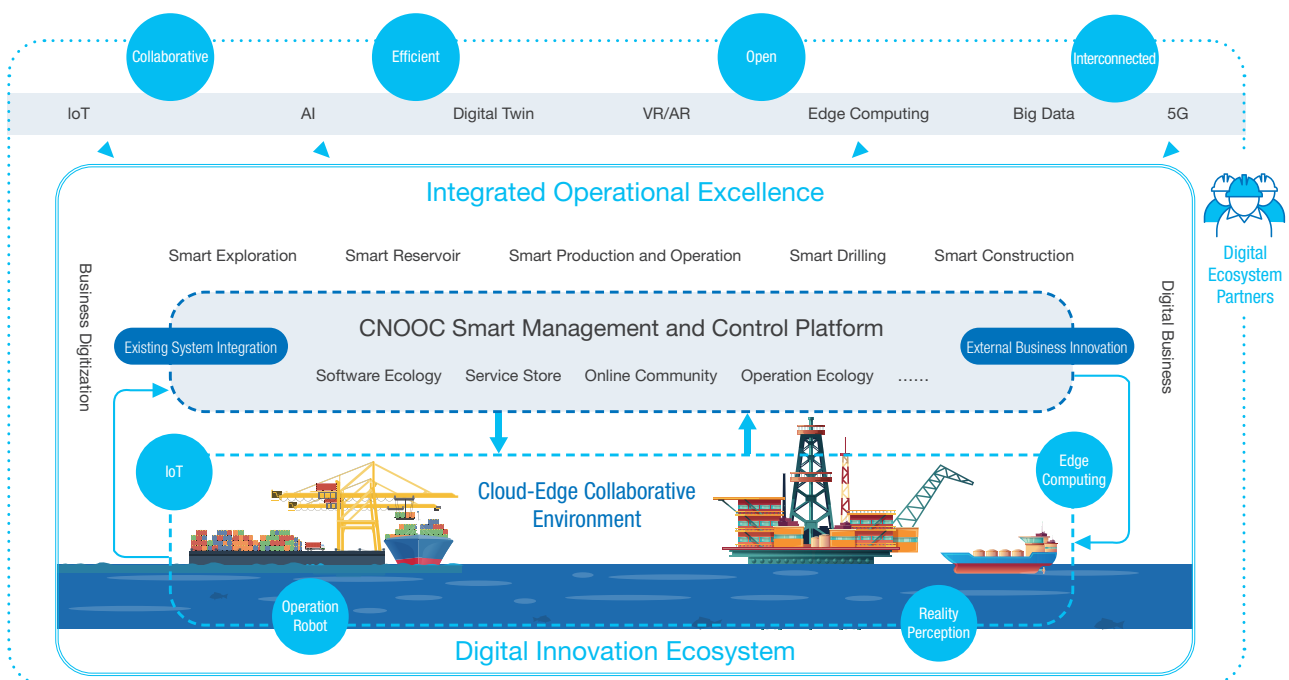 Collaborative
Efficient
Open
Interconnected
IoT
AI
Digital Twin
VR/AR
Edge Computing
Big Data
5G
Integrated Operational Excellence
Digital
Ecosystem
Partners
Smart Exploration
Smart Reservoir
Smart Production and Operation
Smart Drilling
Smart Construction
Business Digitization
Digital Business
CNOOC Smart Management and Control Platform
Existing System Integration
External Business Innovation
Software Ecology
Service Store
Online Community
Operation Ecology
......
IoT
Cloud-Edge Collaborative
Environment
Edge
Computing
Operation
Robot
Reality
Perception
Digital Innovation Ecosystem